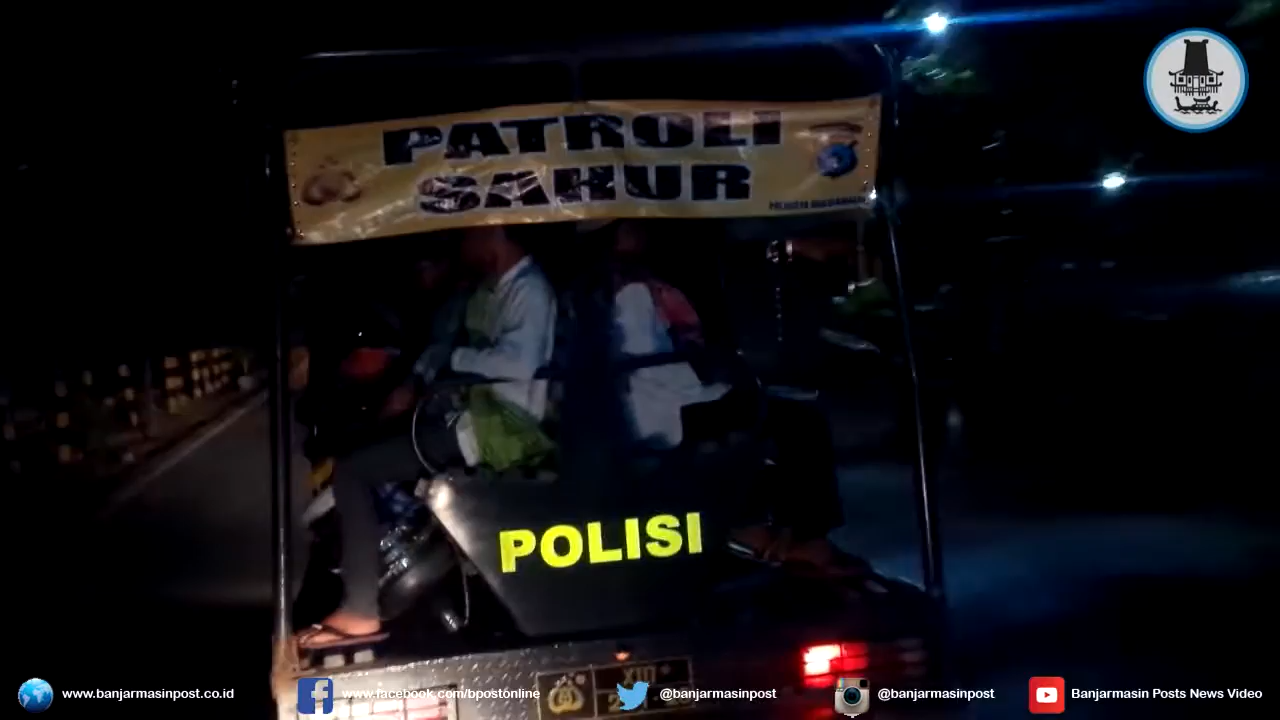 PATROLI
SAHUR
POLISI
www.banjarmasinpost.co.id
www.facebook.com/bpostonline
@banjarmasinpost
@banjarmasinpost
Banjarmasin Posts News Video